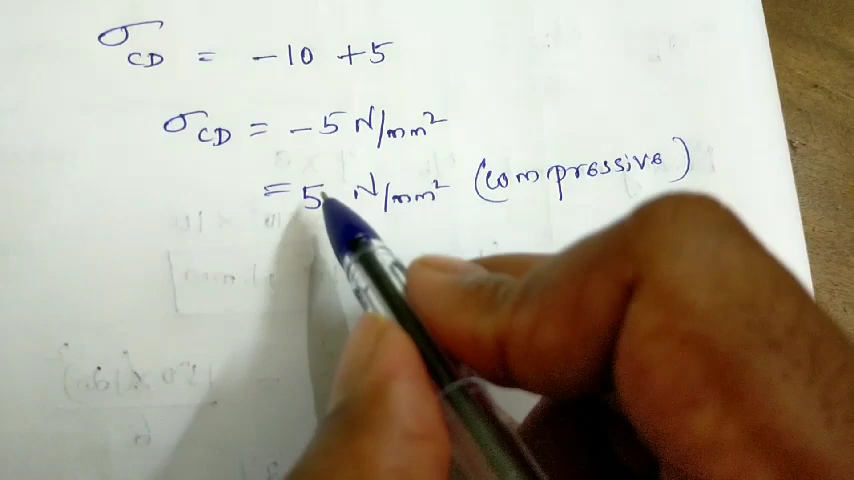 σCD = -10 +5
σCD = -5 N/mm²
= 5 N/mm² (compressive)